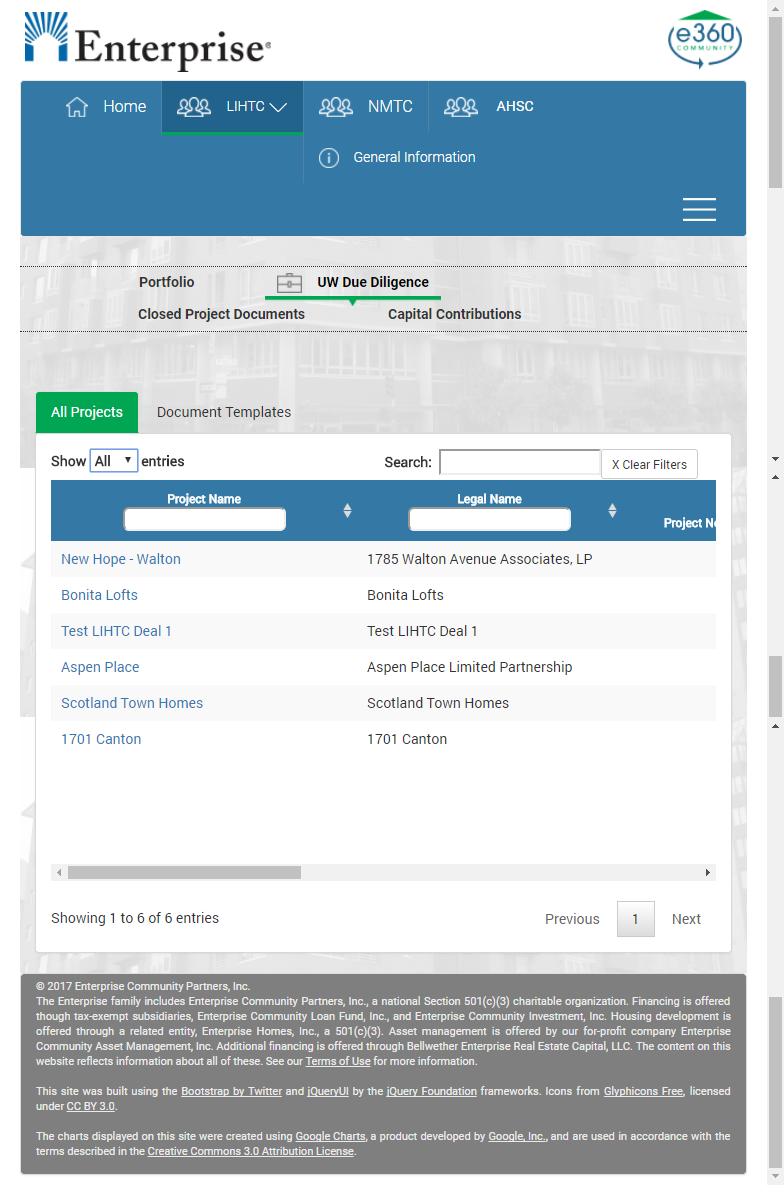 Enterprise®
e360
COMMUNITY
Home LIHTC NMTC AHSC
General Information
Portfolio UW Due Diligence
Closed Project Documents Capital Contributions
All Projects Document Templates
Show All entries Search: X Clear Filters
Project Name Legal Name
Project
New Hope - Walton 1785 Walton Avenue Associates, LP
Bonita Lofts Bonita Lofts
Test LIHTC Deal 1 Test LIHTC Deal 1
Aspen Place Aspen Place Limited Partnership
Scotland Town Homes Scotland Town Homes
1701 Canton 1701 Canton
Showing 1 to 6 of 6 entries Previous 1 Next
© 2017 Enterprise Community Partners, Inc.
The Enterprise family includes Enterprise Community Partners, Inc., a national Section 501(c)(3) charitable organization. Financing is offered
though tax-exempt subsidiaries, Enterprise Community Loan Fund, Inc., and Enterprise Community Investment, Inc. Housing development is
offered through a related entity, Enterprise Homes, Inc., a 501(c)(3). Asset management is offered by our for-profit company Enterprise
Community Asset Management, Inc. Additional financing is offered through Bellwether Enterprise Real Estate Capital, LLC. The content on this
website reflects information about all of these. See our Terms of Use for more information.
This site was built using the Bootstrap by Twitter and jQueryUI by the jQuery Foundation frameworks. Icons from Glyphicons Free, licensed
under CC BY 3.0.
The charts displayed on this site were created using Google Charts, a product developed by Google, Inc., and are used in accordance with the
terms described in the Creative Commons 3.0 Attribution License.